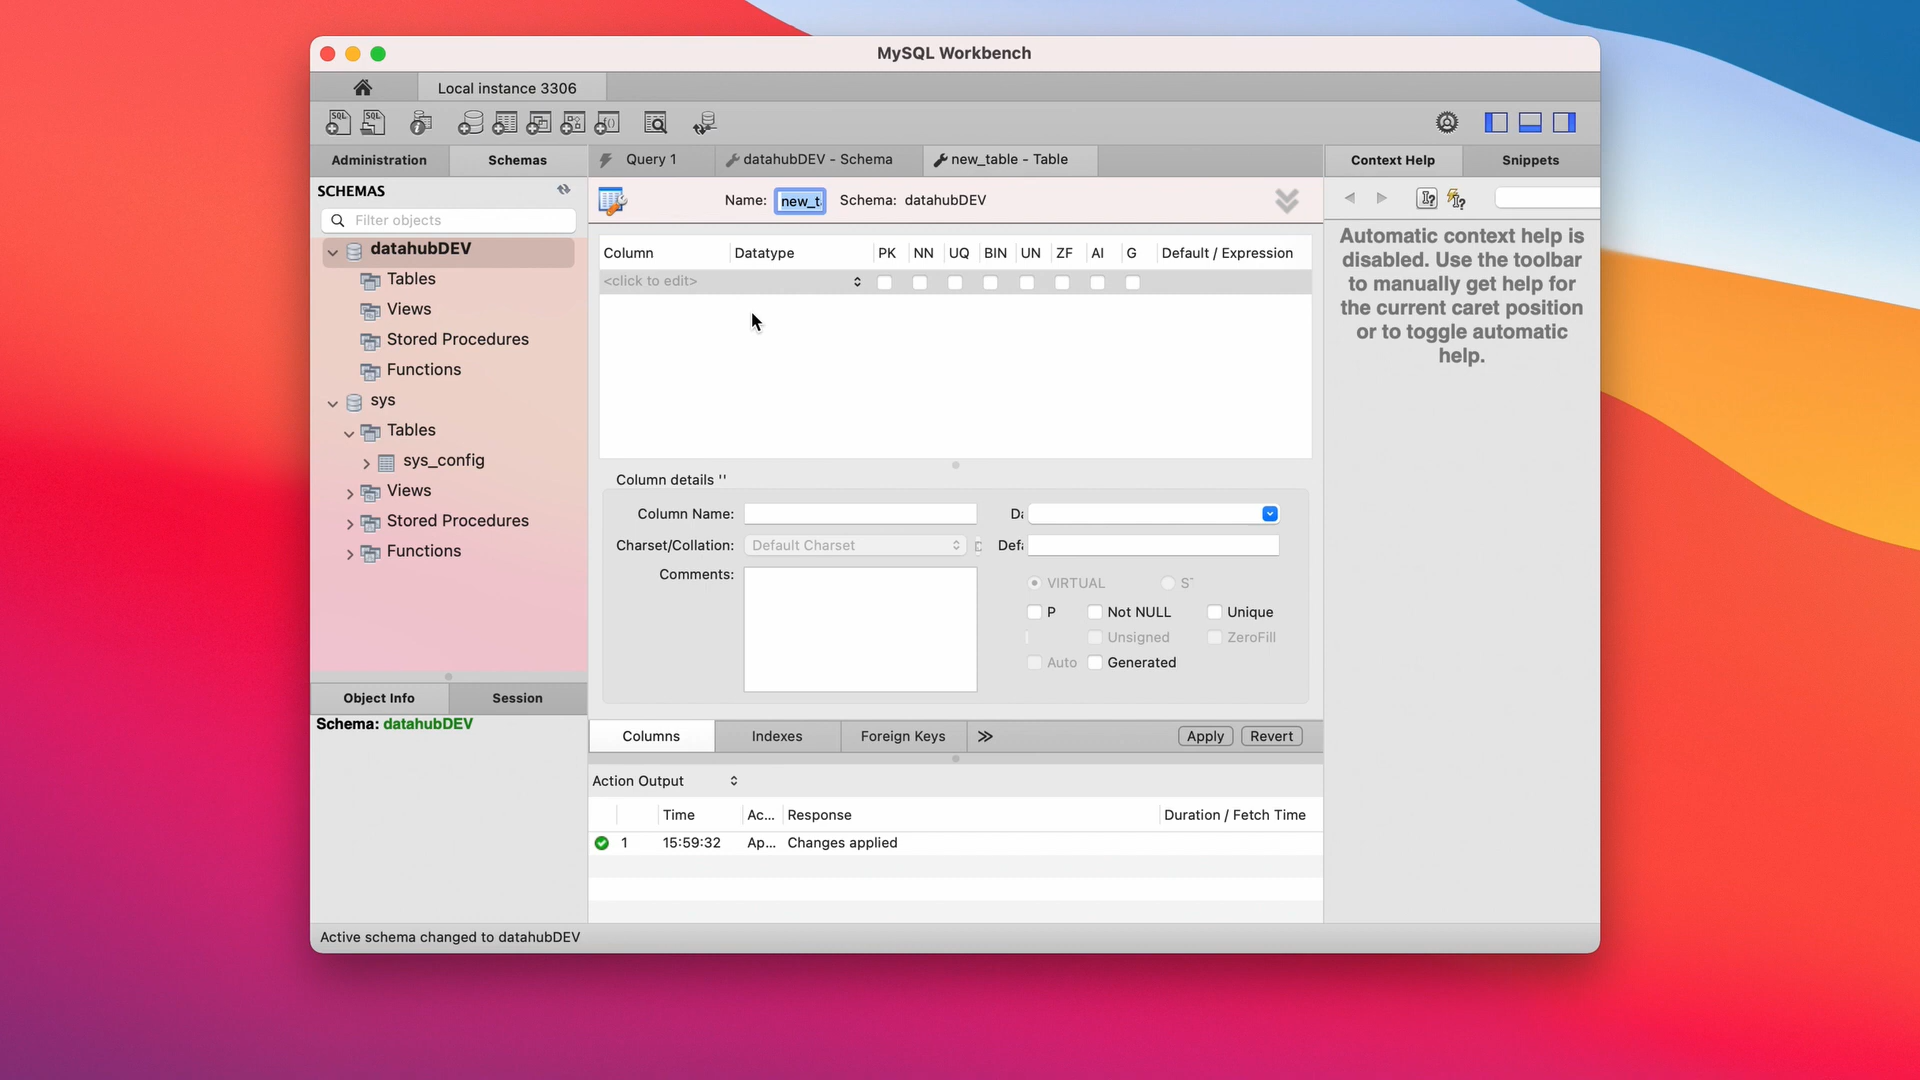 MySQL Workbench
Local instance 3306
SQL
SQL
Administration
Schemas
Query 1
datahubDEV - Schema
new_table - Table
Context Help
Snippets
SCHEMAS
Filter objects
datahubDEV
Tables
Views
Stored Procedures
Functions
sys
Tables
sys_config
Views
Stored Procedures
Functions
Object Info
Session
Schema: datahubDEV
Name: new_t
Schema: datahubDEV
Column Datatype PK NN UQ BIN UN ZF AI G Default / Expression
<click to edit>
Column details ''
Column Name:
Charset/Collation: Default Charset
Defa
Comments:
VIRTUAL
P Not NULL Unique
Unsigned ZeroFill
Auto Generated
Columns
Indexes
Foreign Keys
Apply
Revert
Action Output
Time Ac... Response Duration / Fetch Time
1 15:59:32 Ap... Changes applied
Automatic context help is
disabled. Use the toolbar
to manually get help for
the current caret position
or to toggle automatic
help.
Active schema changed to datahubDEV